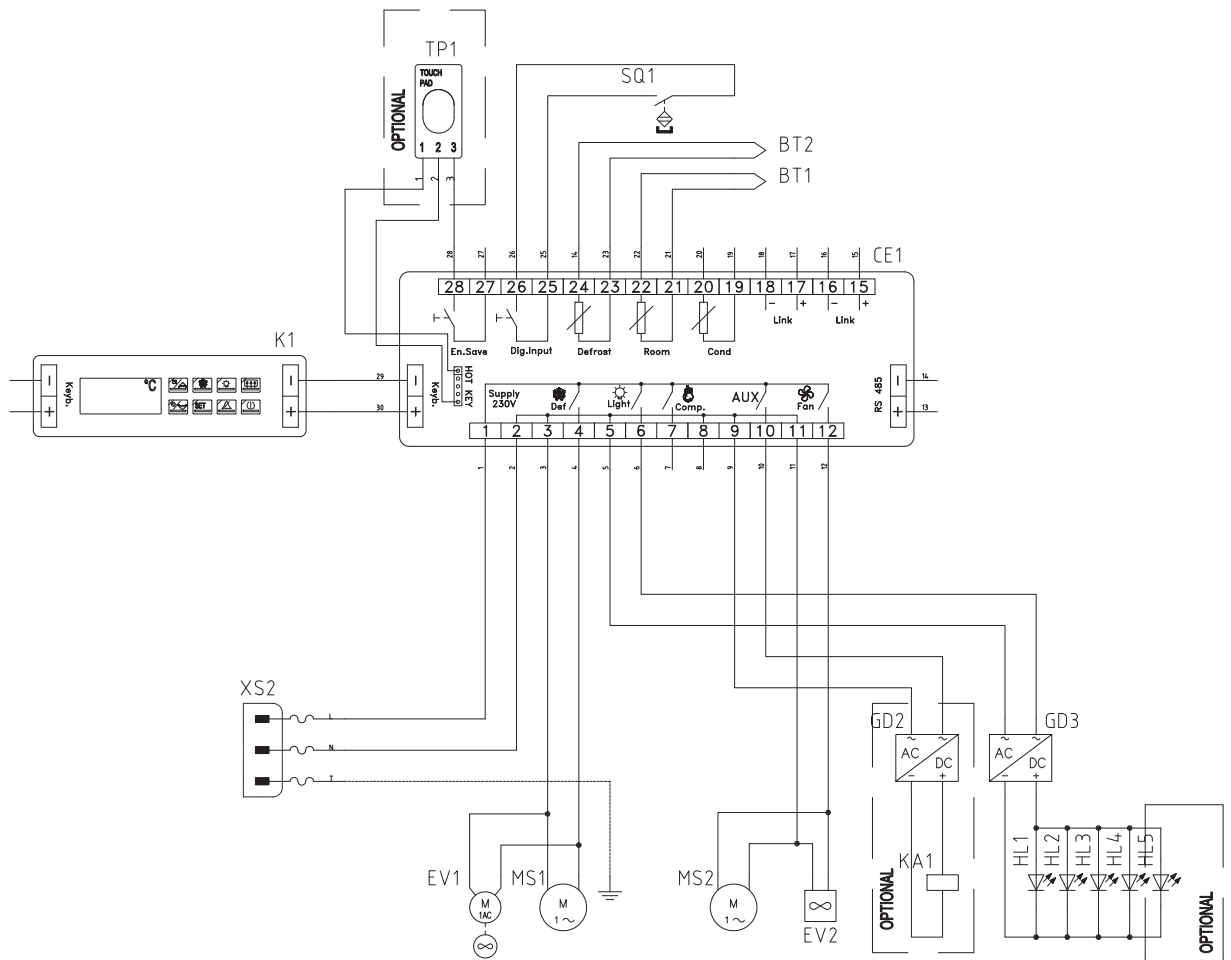 TP1
TOUCH
PAD
OPTIONAL
1 2 3
1
2
3
SQ1
BT2
BT1
28 27 26 25 14 23 22 21 20 19 18 17 16 15
CE1
28 27 26 25 24 23 22 21 20 19 18 17 16 15
− + − +
Link Link
En.Save Dig.Input Defrost Room Cond
K1
− Keyb. °C SET −
+ +
29
30
−
+
Keyb.
HOT KEY
Supply
230V
Def
Light
Comp.
AUX
Fan
RS 485
−
+
14
13
1 2 3 4 5 6 7 8 9 10 11 12
1 2 3 4 5 6 7 8 9 10 11 12
XS2
L
N
T
GD2
~ ~
AC
DC
− +
GD3
~ ~
AC
DC
− +
EV1
M
1AC
MS1
M
1~
MS2
M
1~
EV2
KA1
OPTIONAL
HL1
HL2
HL3
HL4
HL5
OPTIONAL